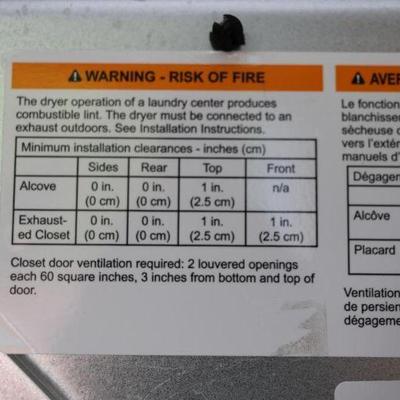 ⚠ WARNING - RISK OF FIRE
The dryer operation of a laundry center produces
combustible lint. The dryer must be connected to an
exhaust outdoors. See Installation Instructions.
Minimum installation clearances - inches (cm)
Sides Rear Top Front
Alcove 0 in. 0 in. 1 in. n/a
(0 cm) (0 cm) (2.5 cm)
Exhaust- 0 in. 0 in. 1 in. 1 in.
ed Closet (0 cm) (0 cm) (2.5 cm) (2.5 cm)
Closet door ventilation required: 2 louvered openings
each 60 square inches, 3 inches from bottom and top of
door.
⚠ AVER
Le fonction
blanchissen
sécheuse d
vers l'extér
manuels d'
Dégagem
Alcôve
Placard
Ventilation
de persien
dégageme